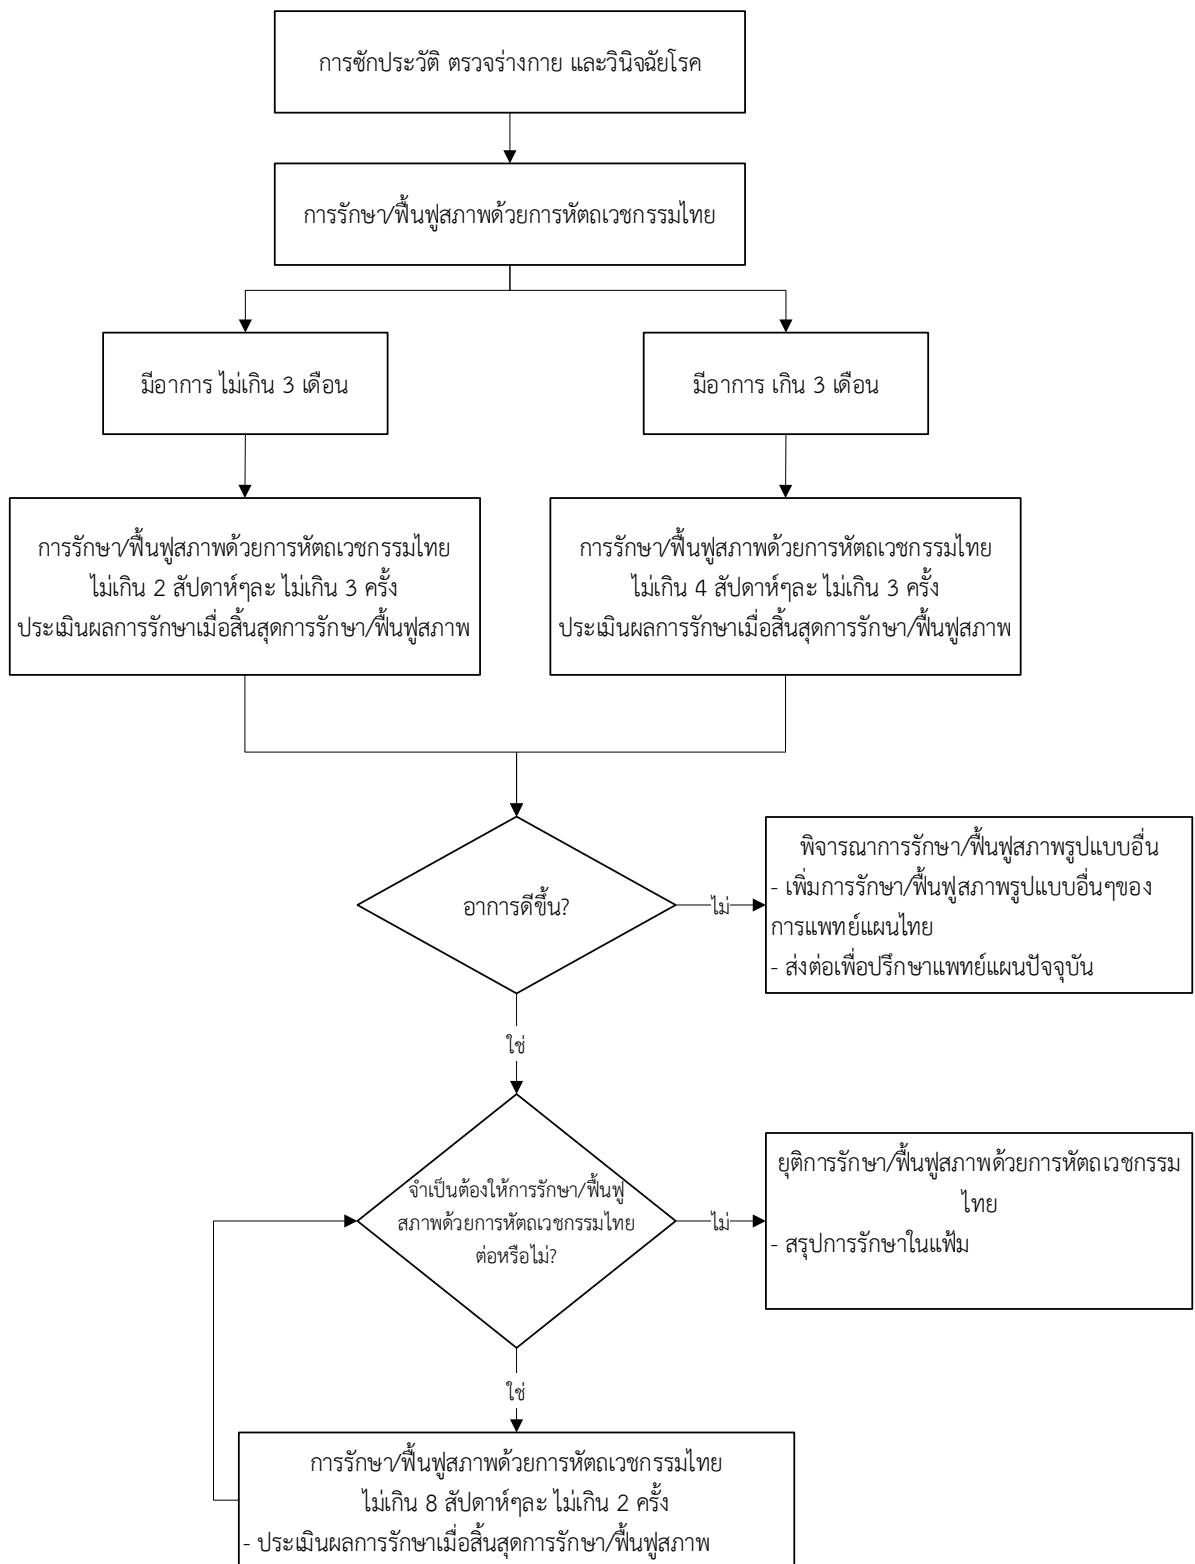 การซักประวัติ ตรวจร่างกาย และวินิจฉัยโรค
การรักษา/ฟื้นฟูสภาพด้วยการหัตถเวชกรรมไทย
มีอาการ ไม่เกิน 3 เดือน
มีอาการ เกิน 3 เดือน
การรักษา/ฟื้นฟูสภาพด้วยการหัตถเวชกรรมไทย
ไม่เกิน 2 สัปดาห์ๆละ ไม่เกิน 3 ครั้ง
ประเมินผลการรักษาเมื่อสิ้นสุดการรักษา/ฟื้นฟูสภาพ
การรักษา/ฟื้นฟูสภาพด้วยการหัตถเวชกรรมไทย
ไม่เกิน 4 สัปดาห์ๆละ ไม่เกิน 3 ครั้ง
ประเมินผลการรักษาเมื่อสิ้นสุดการรักษา/ฟื้นฟูสภาพ
อาการดีขึ้น?
ไม่
พิจารณาการรักษา/ฟื้นฟูสภาพรูปแบบอื่น
- เพิ่มการรักษา/ฟื้นฟูสภาพรูปแบบอื่นๆของ
การแพทย์แผนไทย
- ส่งต่อเพื่อปรึกษาแพทย์แผนปัจจุบัน
ใช่
จำเป็นต้องให้การรักษา/ฟื้นฟู
สภาพด้วยการหัตถเวชกรรมไทย
ต่อหรือไม่?
ไม่
ยุติการรักษา/ฟื้นฟูสภาพด้วยการหัตถเวชกรรม
ไทย
- สรุปการรักษาในแฟ้ม
ใช่
การรักษา/ฟื้นฟูสภาพด้วยการหัตถเวชกรรมไทย
ไม่เกิน 8 สัปดาห์ๆละ ไม่เกิน 2 ครั้ง
- ประเมินผลการรักษาเมื่อสิ้นสุดการรักษา/ฟื้นฟูสภาพ